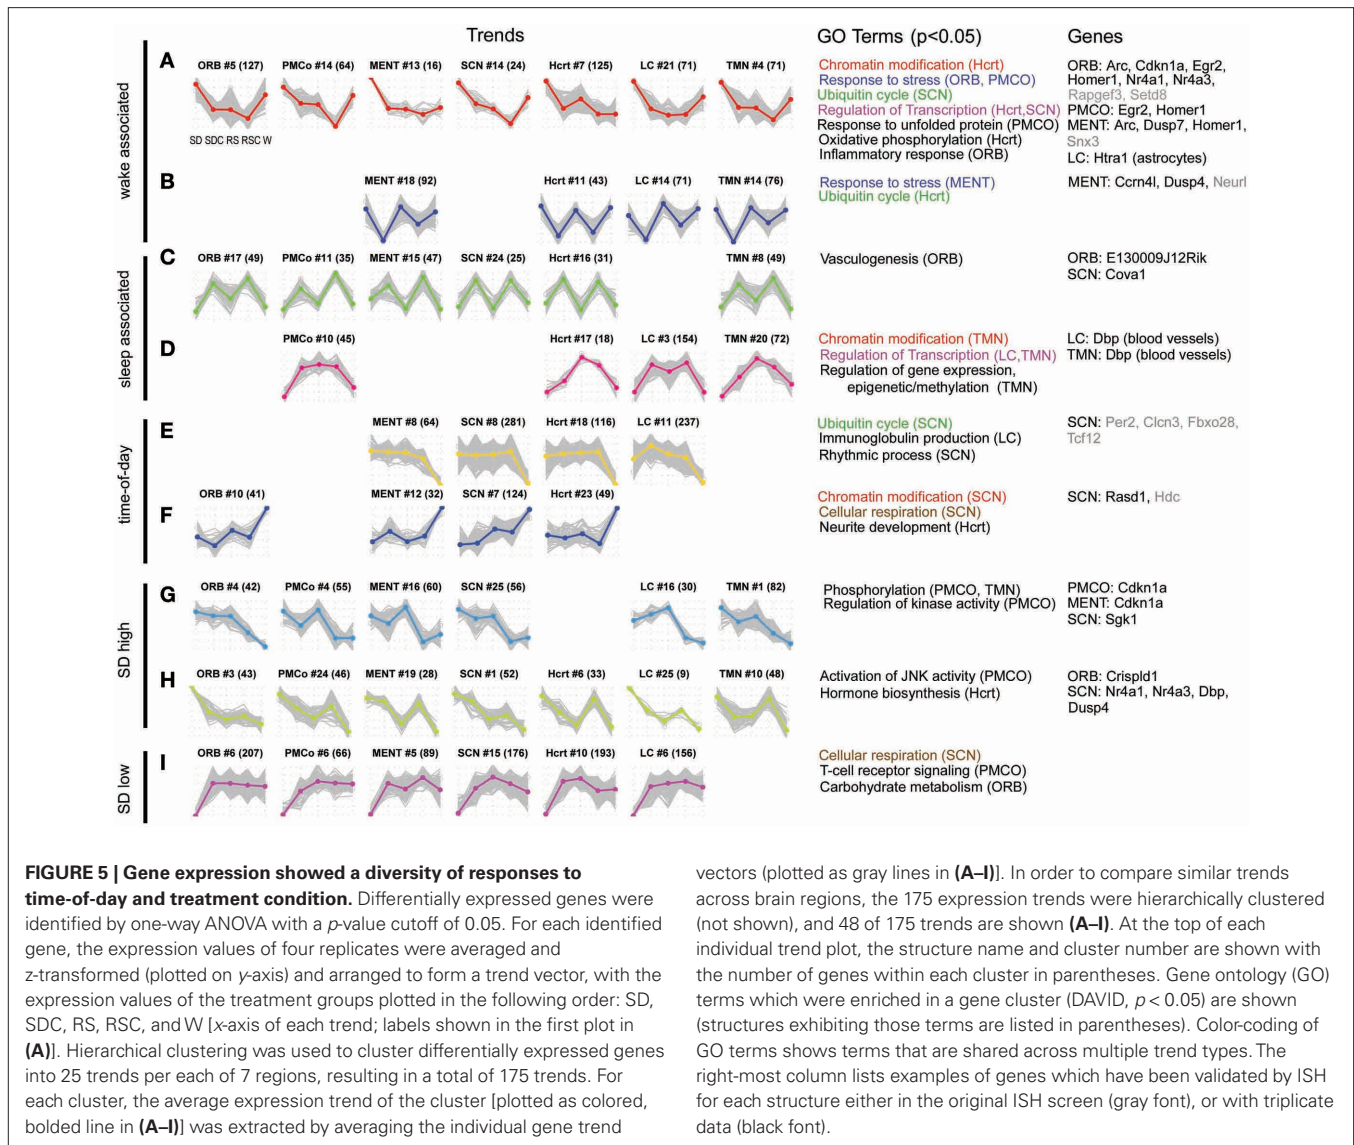 Trends
GO Terms (p<0.05)
Genes
wake associated
A
ORB #5 (127) PMCo #14 (64) MENT #13 (16) SCN #14 (24) Hcrt #7 (125) LC #21 (71) TMN #4 (71)
SD SDC RS RSC W
Chromatin modification (Hcrt)
Response to stress (ORB, PMCO)
Ubiquitin cycle (SCN)
Regulation of Transcription (Hcrt,SCN)
Response to unfolded protein (PMCO)
Oxidative phosphorylation (Hcrt)
Inflammatory response (ORB)
ORB: Arc, Cdkn1a, Egr2,
Homer1, Nr4a1, Nr4a3,
Rapgef3, Setd8
PMCO: Egr2, Homer1
MENT: Arc, Dusp7, Homer1,
Snx3
LC: Htra1 (astrocytes)
B
MENT #18 (92) Hcrt #11 (43) LC #14 (71) TMN #14 (76)
Response to stress (MENT)
Ubiquitin cycle (Hcrt)
MENT: Ccrn4l, Dusp4, Neurl
sleep associated
C
ORB #17 (49) PMCo #11 (35) MENT #15 (47) SCN #24 (25) Hcrt #16 (31) TMN #8 (49)
Vasculogenesis (ORB)
ORB: E130009J12Rik
SCN: Cova1
D
PMCo #10 (45) Hcrt #17 (18) LC #3 (154) TMN #20 (72)
Chromatin modification (TMN)
Regulation of Transcription (LC,TMN)
Regulation of gene expression,
epigenetic/methylation (TMN)
LC: Dbp (blood vessels)
TMN: Dbp (blood vessels)
time-of-day
E
MENT #8 (64) SCN #8 (281) Hcrt #18 (116) LC #11 (237)
Ubiquitin cycle (SCN)
Immunoglobulin production (LC)
Rhythmic process (SCN)
SCN: Per2, Clcn3, Fbxo28,
Tcf12
F
ORB #10 (41) MENT #12 (32) SCN #7 (124) Hcrt #23 (49)
Chromatin modification (SCN)
Cellular respiration (SCN)
Neurite development (Hcrt)
SCN: Rasd1, Hdc
SD high
G
ORB #4 (42) PMCo #4 (55) MENT #16 (60) SCN #25 (56) LC #16 (30) TMN #1 (82)
Phosphorylation (PMCO, TMN)
Regulation of kinase activity (PMCO)
PMCO: Cdkn1a
MENT: Cdkn1a
SCN: Sgk1
H
ORB #3 (43) PMCo #24 (46) MENT #19 (28) SCN #1 (52) Hcrt #6 (33) LC #25 (9) TMN #10 (48)
Activation of JNK activity (PMCO)
Hormone biosynthesis (Hcrt)
ORB: Crispld1
SCN: Nr4a1, Nr4a3, Dbp,
Dusp4
SD low
I
ORB #6 (207) PMCo #6 (66) MENT #5 (89) SCN #15 (176) Hcrt #10 (193) LC #6 (156)
Cellular respiration (SCN)
T-cell receptor signaling (PMCO)
Carbohydrate metabolism (ORB)
FIGURE 5 | Gene expression showed a diversity of responses to
time-of-day and treatment condition. Differentially expressed genes were
identified by one-way ANOVA with a p-value cutoff of 0.05. For each identified
gene, the expression values of four replicates were averaged and
z-transformed (plotted on y-axis) and arranged to form a trend vector, with the
expression values of the treatment groups plotted in the following order: SD,
SDC, RS, RSC, and W [x-axis of each trend; labels shown in the first plot in
(A)]. Hierarchical clustering was used to cluster differentially expressed genes
into 25 trends per each of 7 regions, resulting in a total of 175 trends. For
each cluster, the average expression trend of the cluster [plotted as colored,
bolded line in (A–I)] was extracted by averaging the individual gene trend
vectors (plotted as gray lines in (A–I)]. In order to compare similar trends
across brain regions, the 175 expression trends were hierarchically clustered
(not shown), and 48 of 175 trends are shown (A–I). At the top of each
individual trend plot, the structure name and cluster number are shown with
the number of genes within each cluster in parentheses. Gene ontology (GO)
terms which were enriched in a gene cluster (DAVID, p < 0.05) are shown
(structures exhibiting those terms are listed in parentheses). Color-coding of
GO terms shows terms that are shared across multiple trend types. The
right-most column lists examples of genes which have been validated by ISH
for each structure either in the original ISH screen (gray font), or with triplicate
data (black font).